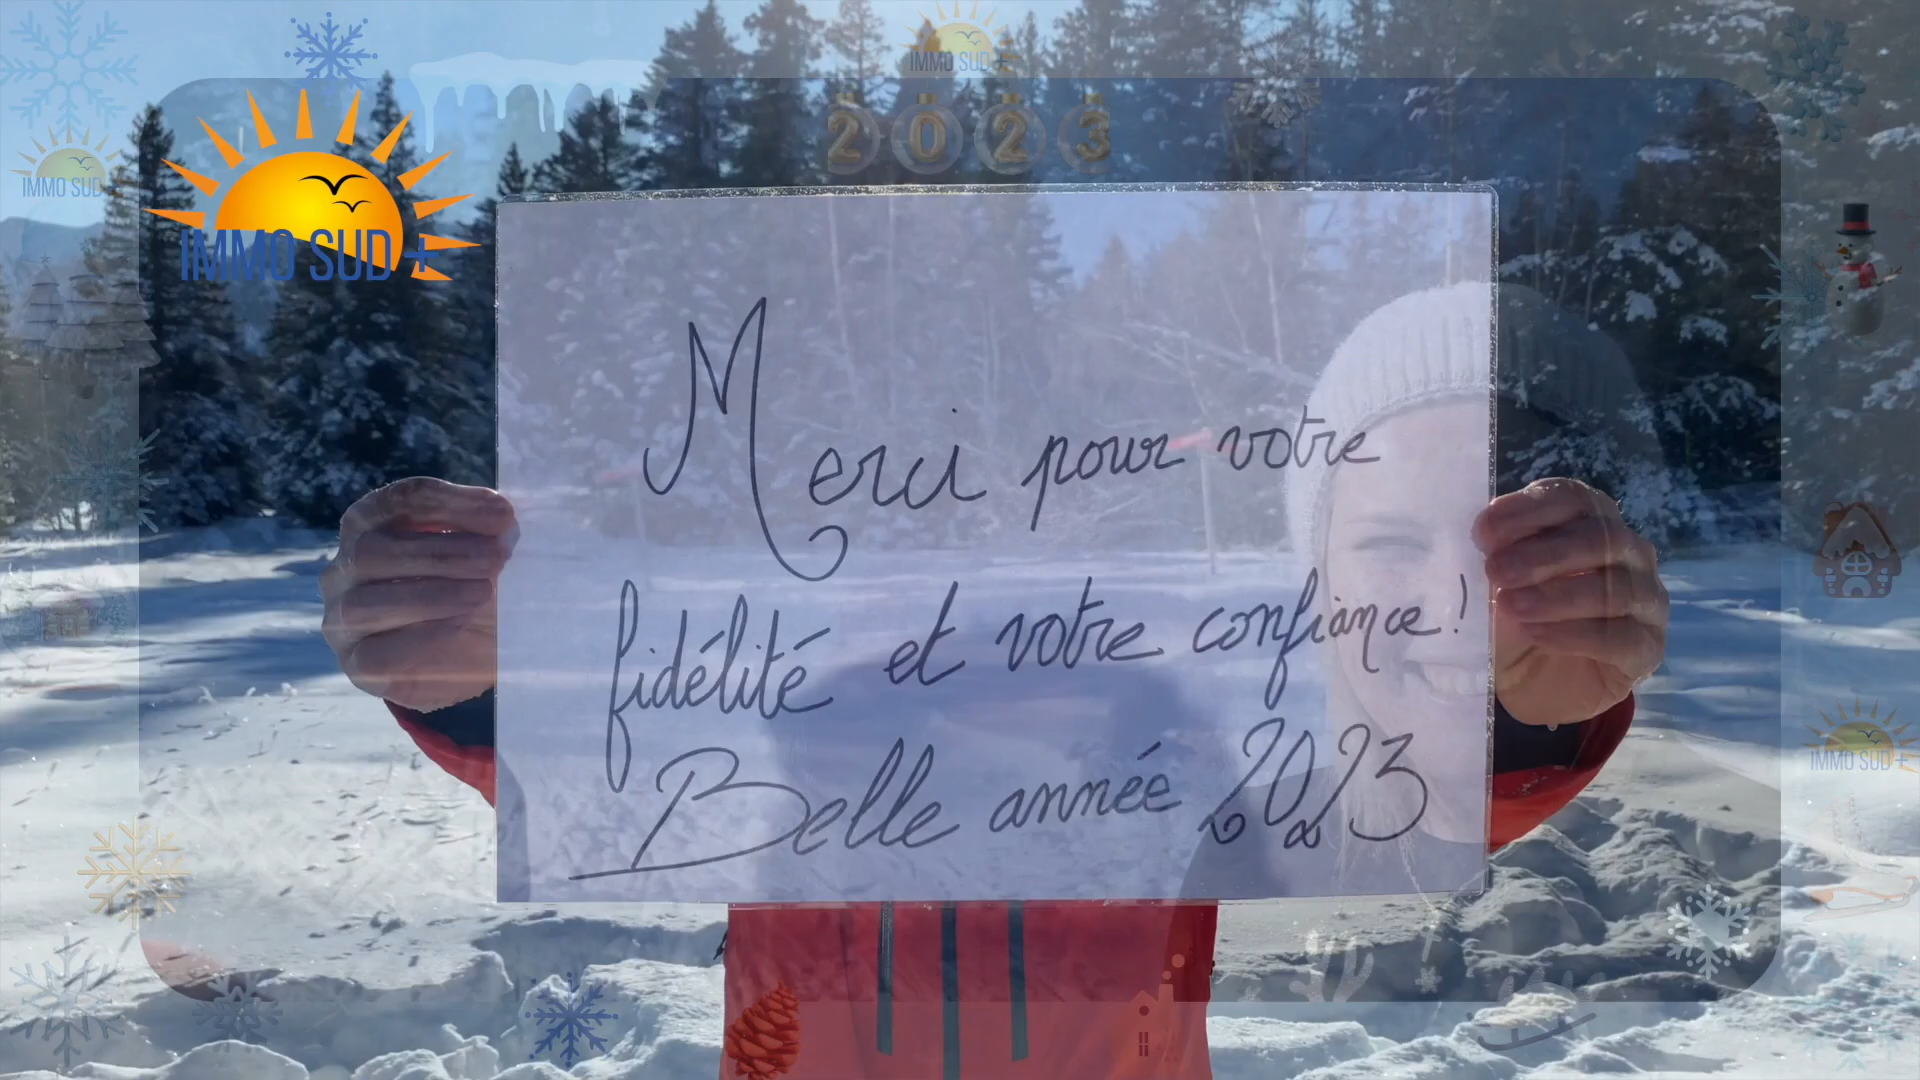 IMMO SUD +
2023
IMMO SUD
IMMO SUD +
Merci pour votre
fidélité et votre confiance!
Belle année 2023
IMMO SUD +